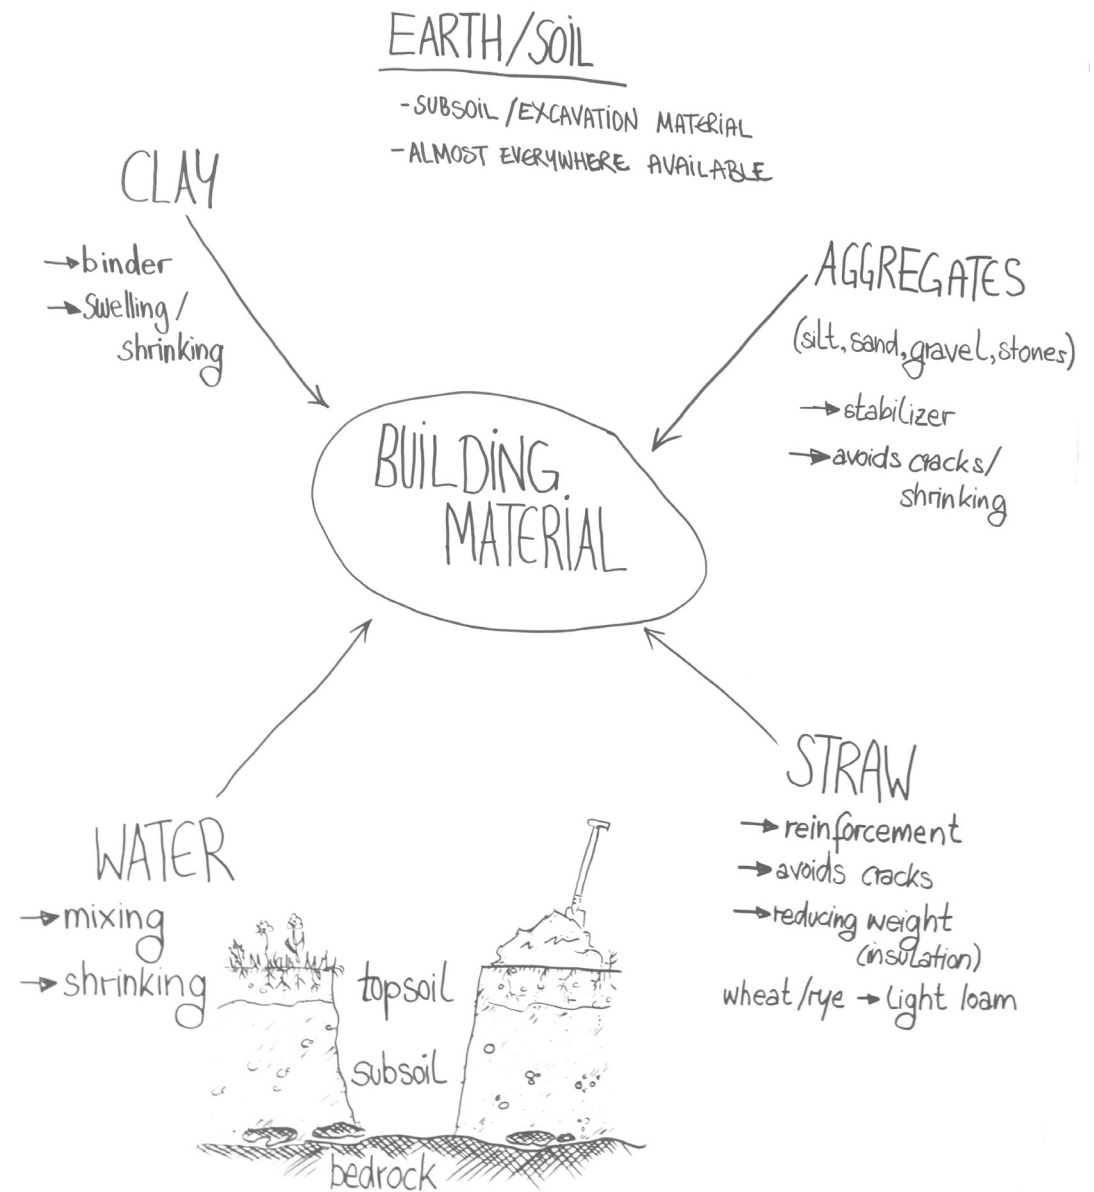 EARTH/SOIL
- SUBSOIL/EXCAVATION MATERIAL
- ALMOST EVERYWHERE AVAILABLE
CLAY
→ binder
→ swelling/
shrinking
AGGREGATES
(silt, sand, gravel, stones)
→ stabilizer
→ avoids cracks/
shrinking
BUILDING
MATERIAL
WATER
→ mixing
→ shrinking
STRAW
→ reinforcement
→ avoids cracks
→ reducing weight
(insulation)
wheat/rye → light loam
topsoil
subsoil
bedrock